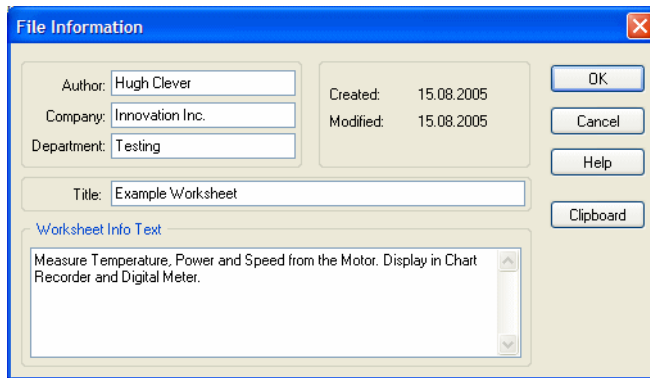 File Information
Author: Hugh Clever
Company: Innovation Inc.
Department: Testing
Created: 15.08.2005
Modified: 15.08.2005
OK
Cancel
Help
Clipboard
Title: Example Worksheet
Worksheet Info Text
Measure Temperature, Power and Speed from the Motor. Display in Chart
Recorder and Digital Meter.